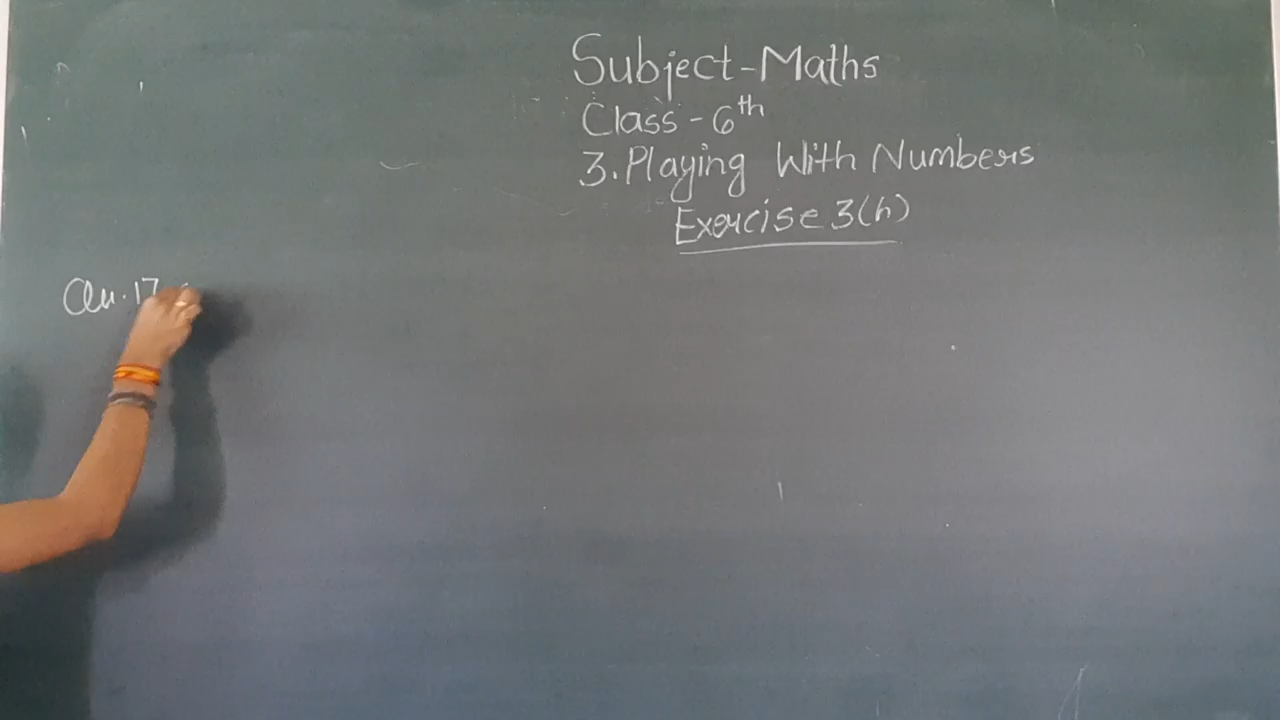 Subject-Maths
Class-6th
3. Playing With Numbers
Exercise 3(h)
Qu.17